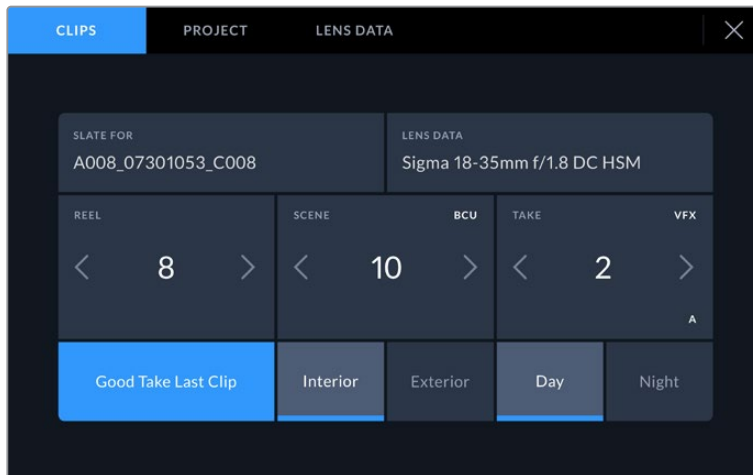 CLIPS PROJECT LENS DATA
SLATE FOR LENS DATA
A008_07301053_C008 Sigma 18-35mm f/1.8 DC HSM
REEL SCENE BCU TAKE VFX
8 10 2
A
Good Take Last Clip Interior Exterior Day Night